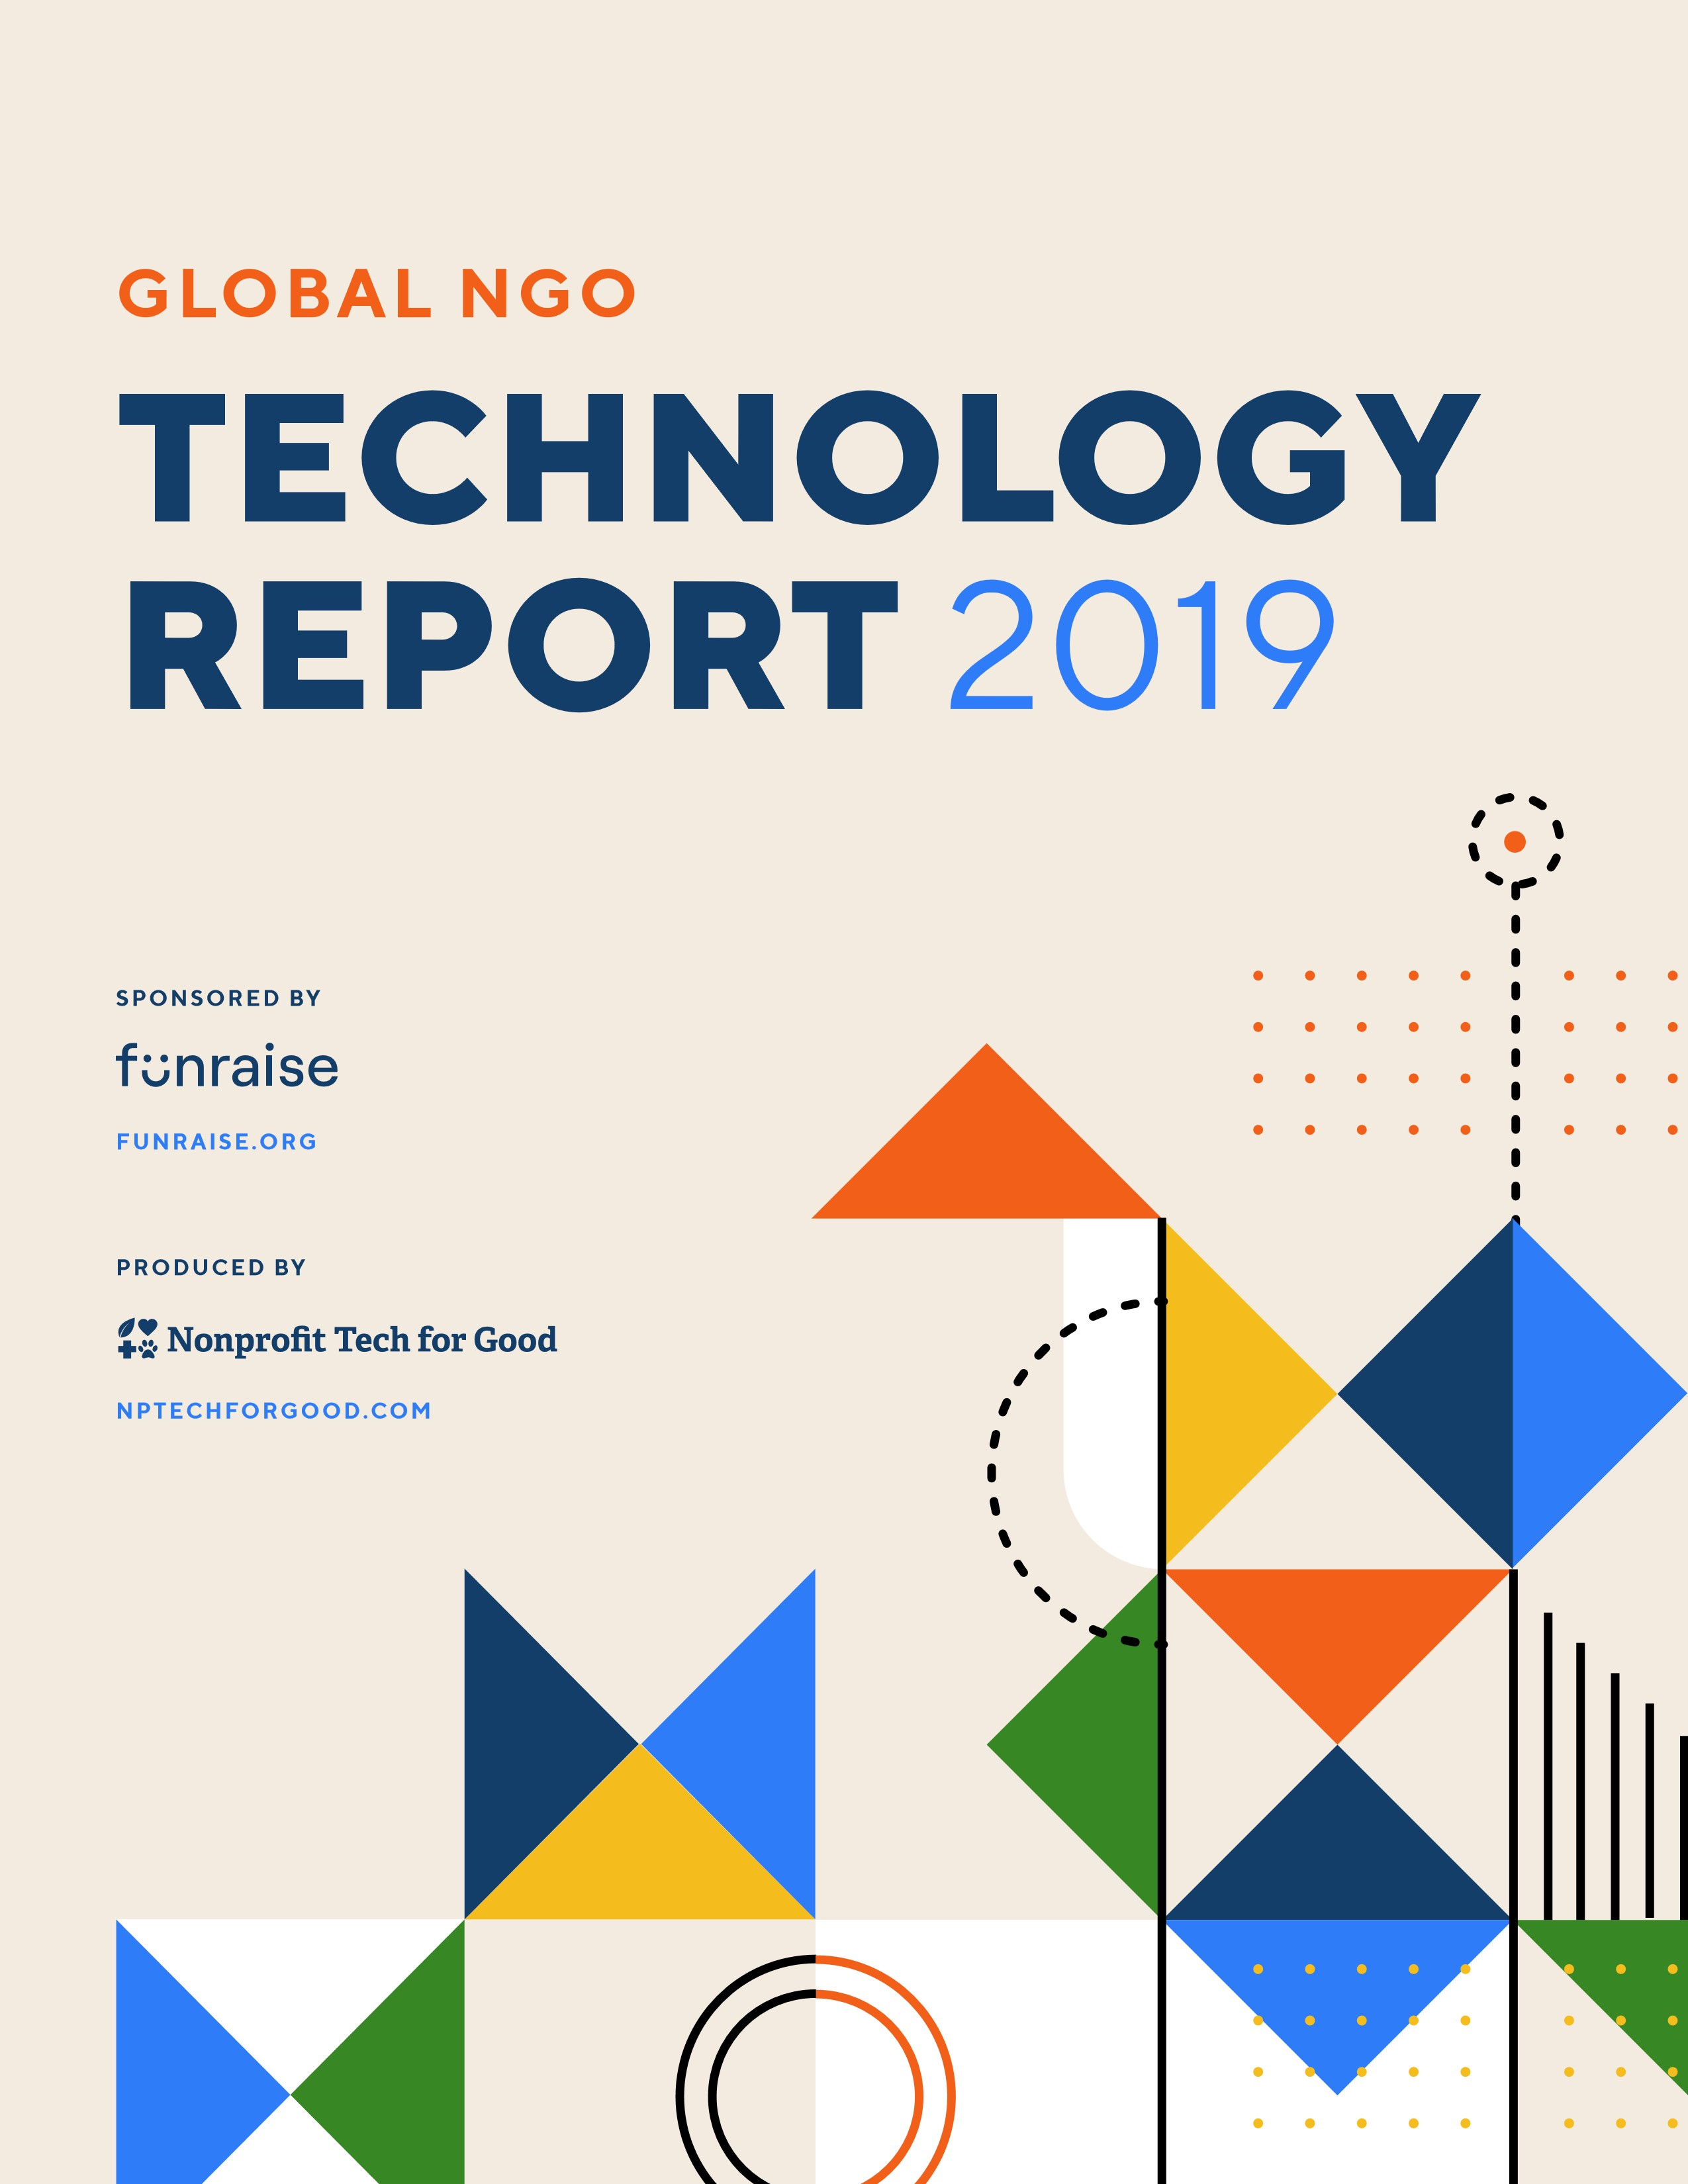 GLOBAL NGO
TECHNOLOGY
REPORT 2019
SPONSORED BY
funraise
FUNRAISE.ORG
PRODUCED BY
Nonprofit Tech for Good
NPTECHFORGOOD.COM